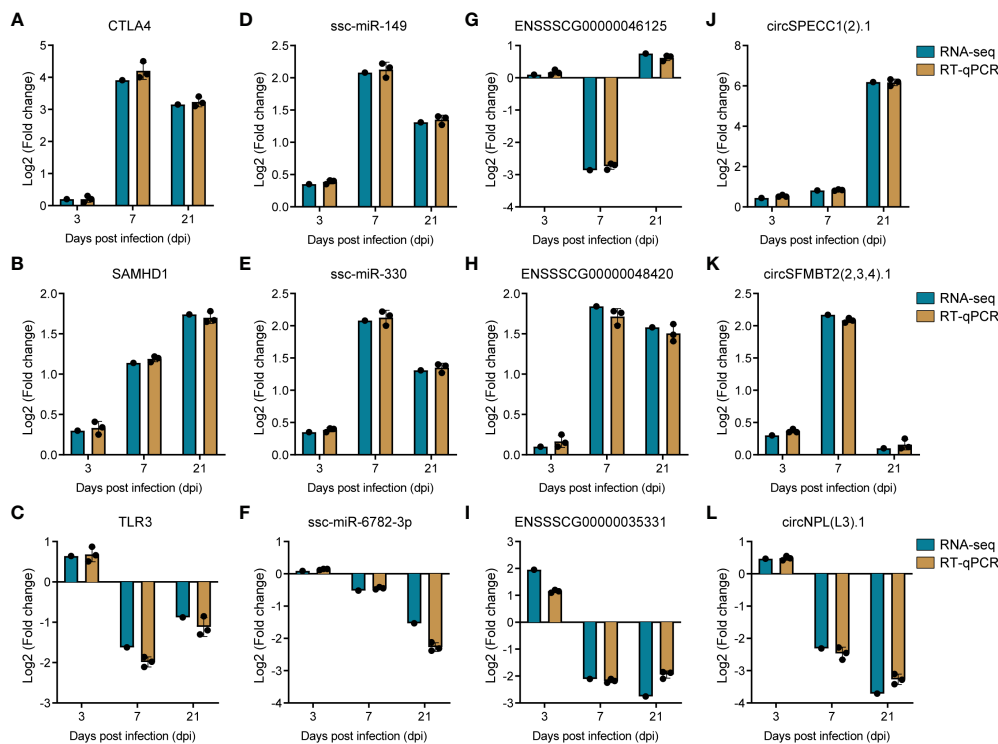 A
CTLA4
Log2 (Fold change)
5
4
3
2
1
0
3
7
21
Days post infection (dpi)
D
ssc-miR-149
Log2 (Fold change)
2.5
2.0
1.5
1.0
0.5
0.0
3
7
21
Days post infection (dpi)
G
ENSSSCG00000046125
Log2 (Fold change)
1
0
-1
-2
-3
-4
3
7
21
Days post infection (dpi)
J
circSPECC1(2).1
Log2 (Fold change)
8
6
4
2
0
3
7
21
Days post infection (dpi)
RNA-seq
RT-qPCR
B
SAMHD1
Log2 (Fold change)
2.0
1.5
1.0
0.5
0.0
3
7
21
Days post infection (dpi)
E
ssc-miR-330
Log2 (Fold change)
2.5
2.0
1.5
1.0
0.5
0.0
3
7
21
Days post infection (dpi)
H
ENSSSCG00000048420
Log2 (Fold change)
2.0
1.5
1.0
0.5
0.0
3
7
21
Days post infection (dpi)
K
circSFMBT2(2,3,4).1
Log2 (Fold change)
2.5
2.0
1.5
1.0
0.5
0.0
3
7
21
Days post infection (dpi)
RNA-seq
RT-qPCR
C
TLR3
Log2 (Fold change)
1
0
-1
-2
-3
3
7
21
Days post infection (dpi)
F
ssc-miR-6782-3p
Log2 (Fold change)
1
0
-1
-2
-3
-4
3
7
21
Days post infection (dpi)
I
ENSSSCG00000035331
Log2 (Fold change)
3
2
1
0
-1
-2
-3
3
7
21
Days post infection (dpi)
L
circNPL(L3).1
Log2 (Fold change)
1
0
-1
-2
-3
-4
3
7
21
Days post infection (dpi)
RNA-seq
RT-qPCR